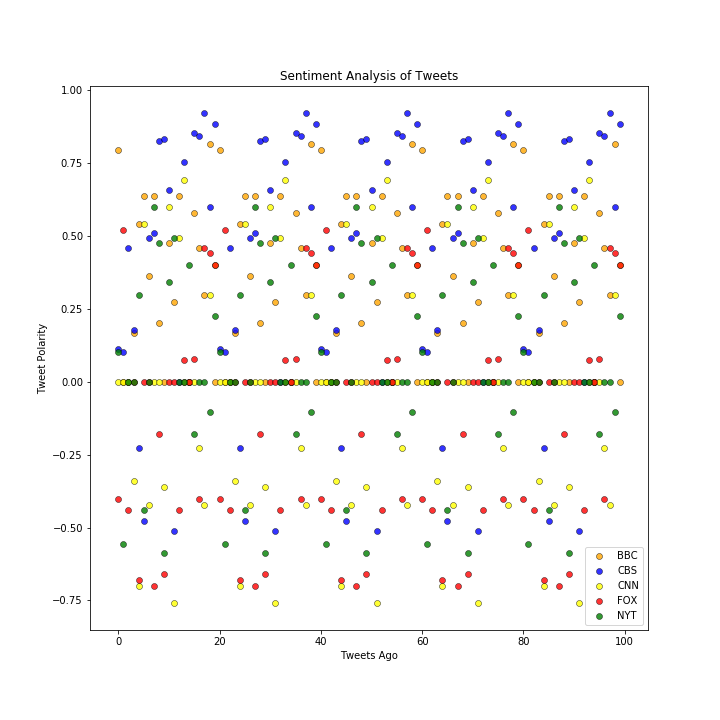 Sentiment Analysis of Tweets
1.00
0.75
0.50
0.25
0.00
−0.25
−0.50
−0.75
Tweet Polarity
0 20 40 60 80 100
Tweets Ago
BBC
CBS
CNN
FOX
NYT